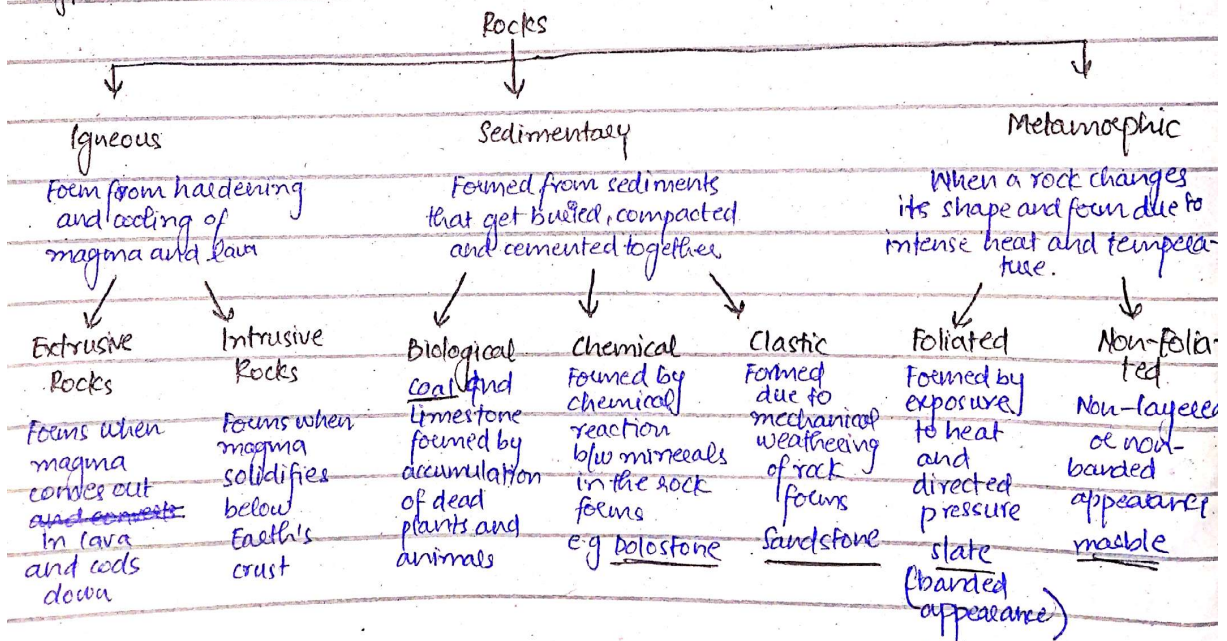 Rocks
Igneous
Form from hardening
and cooling of
magma and lava
Extrusive
Rocks
Forms when
magma
comes out
and converts
in lava
and cools
down
Intrusive
Rocks
Forms when
magma
solidifies
below
Earth's
crust
Sedimentary
Formed from sediments
that get buried, compacted
and cemented together
Biological
coal and
limestone
formed by
accumulation
of dead
plants and
animals
Chemical
Formed by
chemical
reaction
b/w minerals
in the rock
forms
e.g Dolostone
Clastic
Formed
due to
mechanical
weathering
of rock
forms
Sandstone
Metamorphic
When a rock changes
its shape and form due to
intense heat and tempera-
ture.
Foliated
Formed by
exposure
to heat
and
directed
pressure
slate
(banded
appearance)
Non-folia-
ted
Non-layered
or non-
banded
appearance
marble